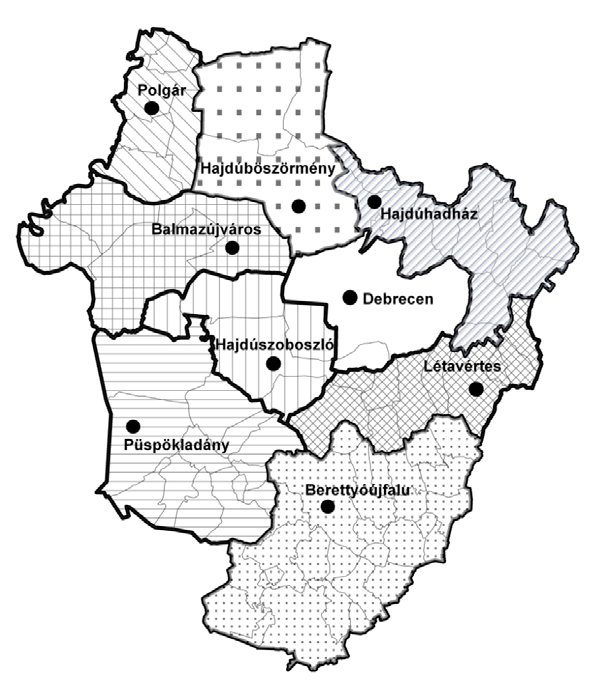 Polgár
Hajdúböszörmény
Hajdúhadház
Balmazújváros
Debrecen
Hajdúszoboszló
Létavértes
Püspökladány
Berettyóújfalu